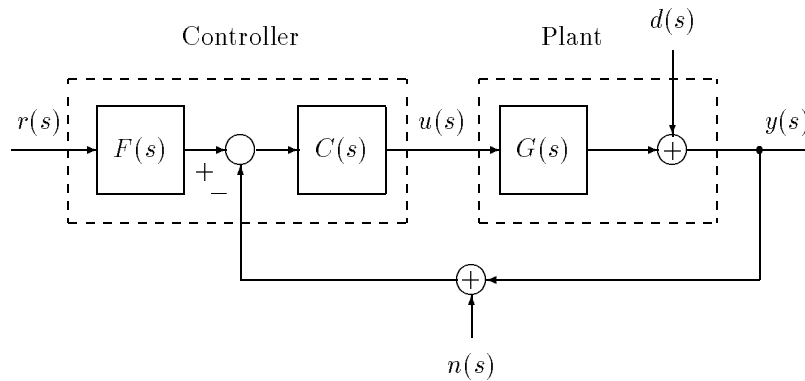 Controller
Plant
d(s)
r(s)
F(s)
+
−
C(s)
u(s)
G(s)
+
y(s)
+
n(s)